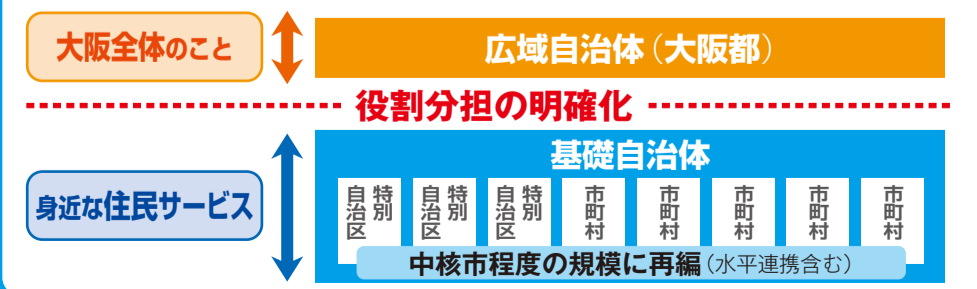 大阪全体のこと
広域自治体(大阪都)
役割分担の明確化
身近な住民サービス
基礎自治体
特別自治区
特別自治区
特別自治区
市町村
市町村
市町村
市町村
市町村
中核市程度の規模に再編(水平連携含む)